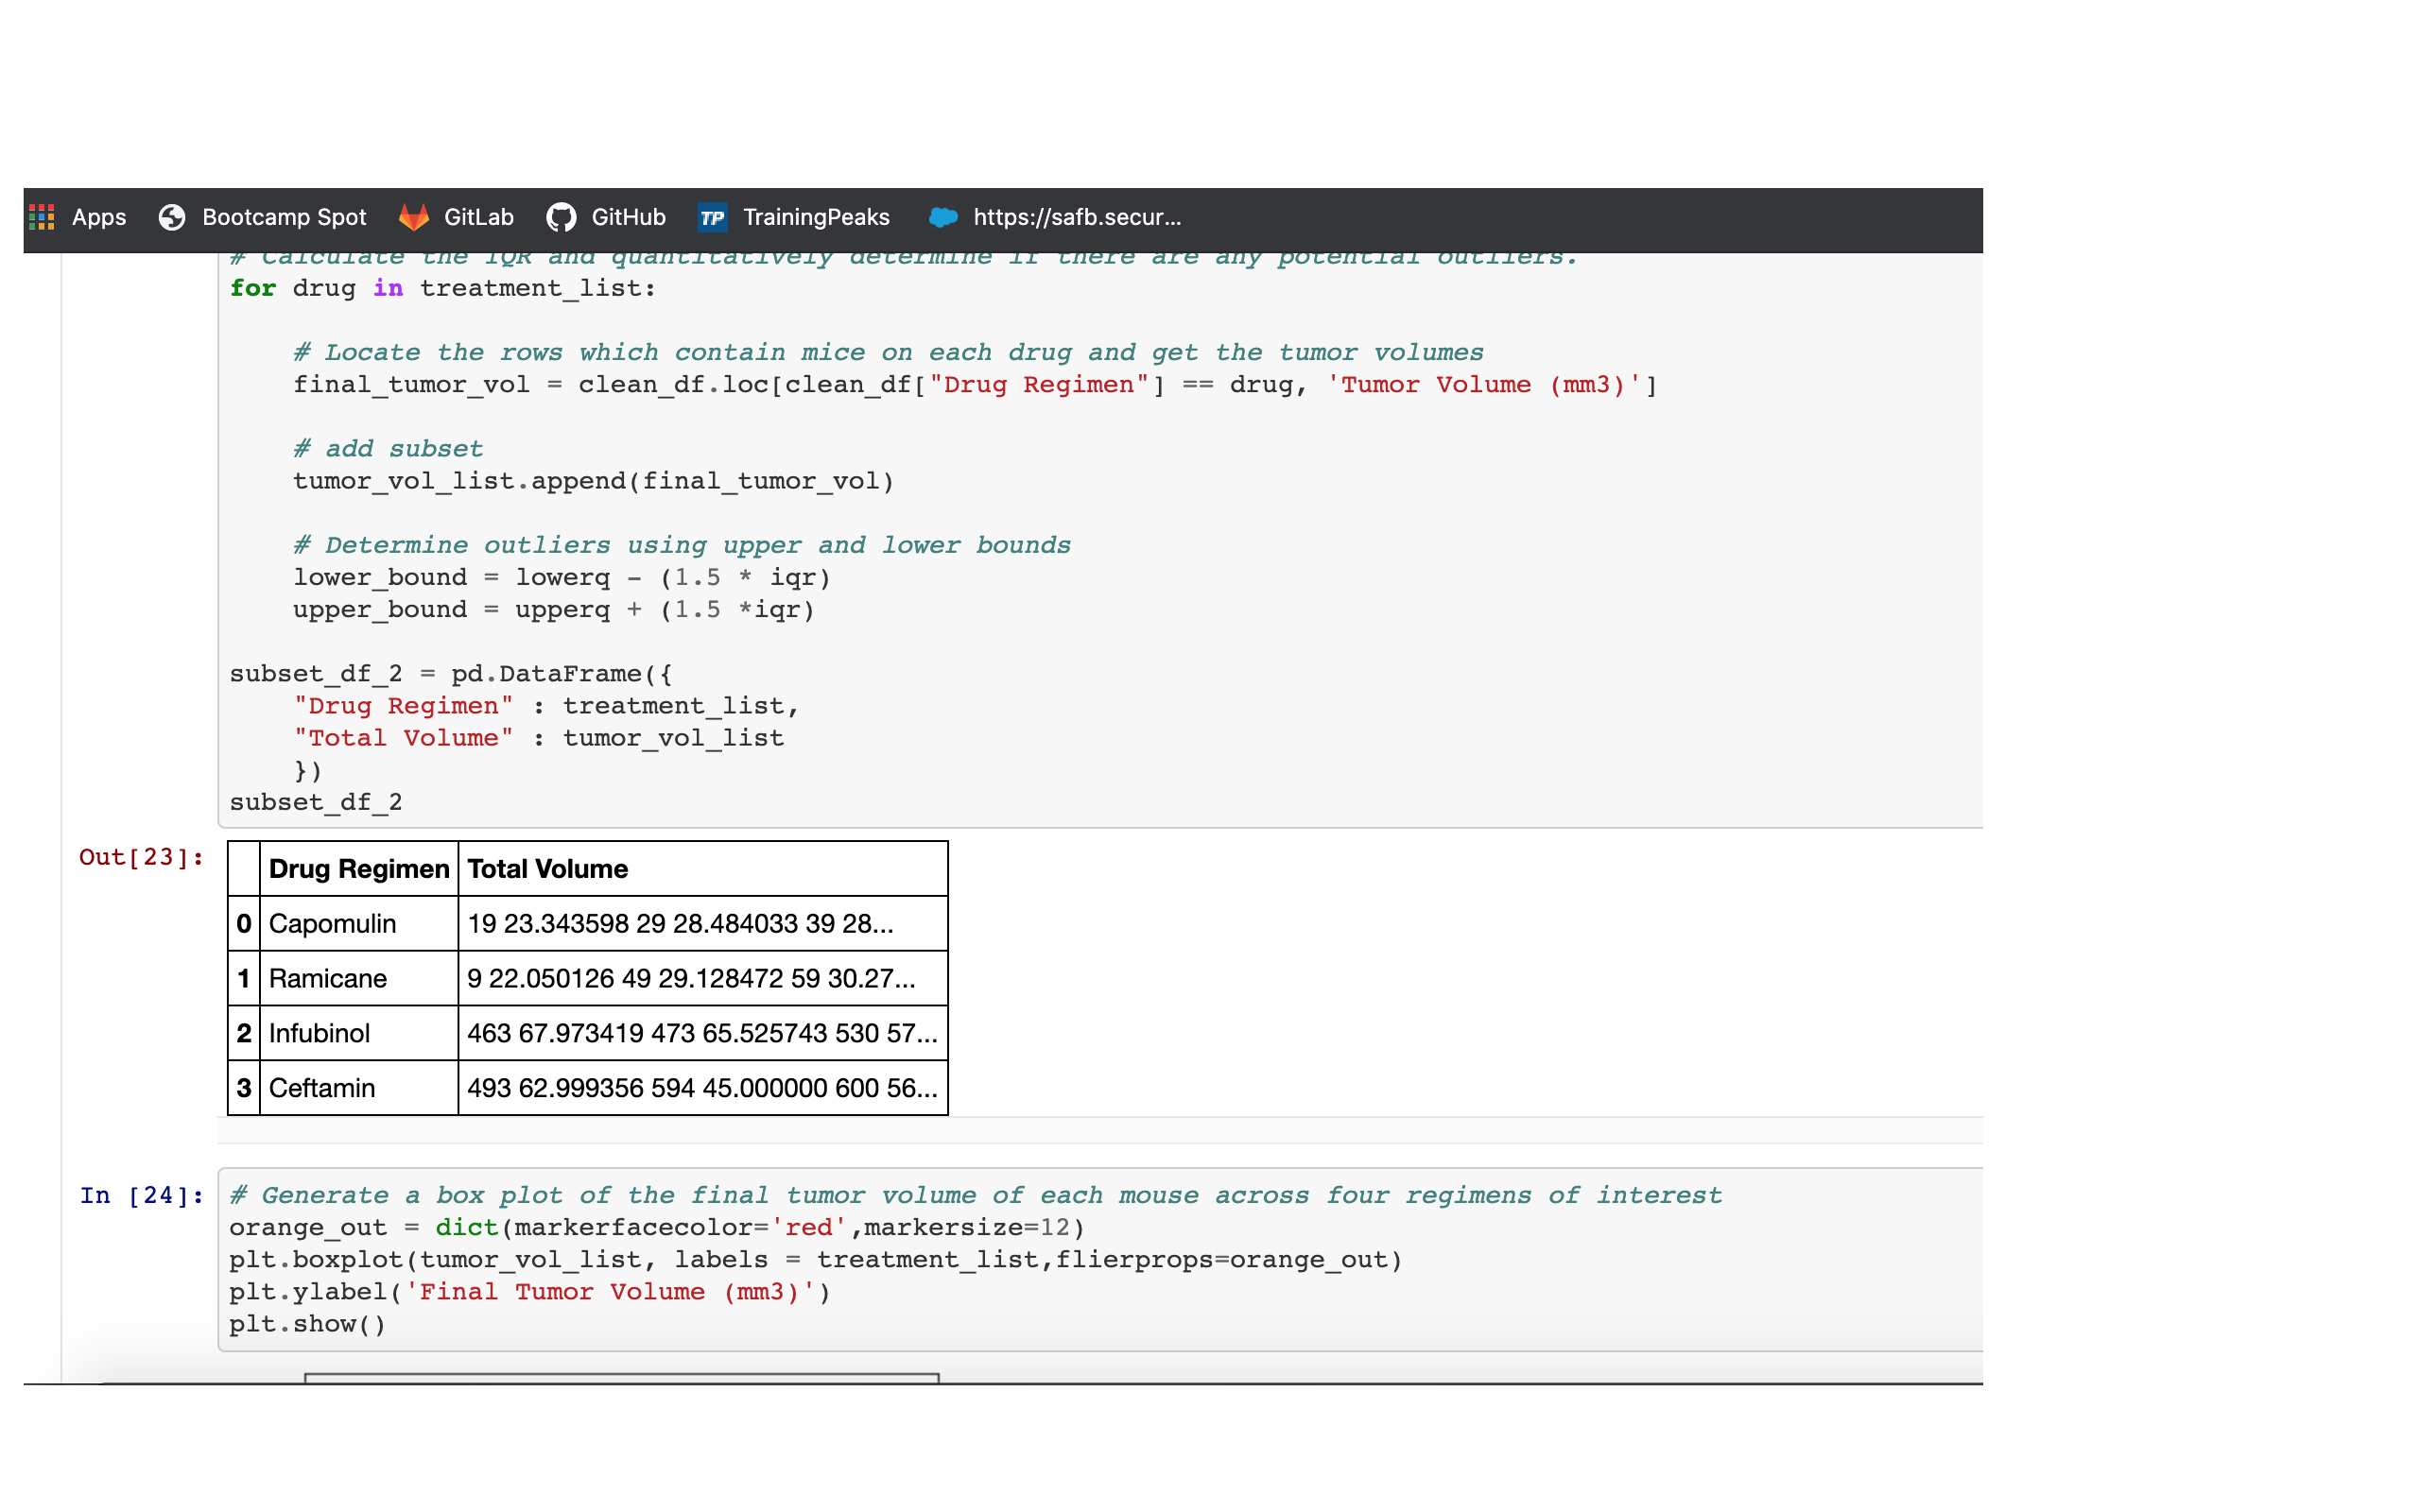 Apps Bootcamp Spot GitLab GitHub TP TrainingPeaks https://safb.secur...
# Calculate the IQR and quantitatively determine if there are any potential outliers.
for drug in treatment_list:
# Locate the rows which contain mice on each drug and get the tumor volumes
final_tumor_vol = clean_df.loc[clean_df["Drug Regimen"] == drug, 'Tumor Volume (mm3)']
# add subset
tumor_vol_list.append(final_tumor_vol)
# Determine outliers using upper and lower bounds
lower_bound = lowerq - (1.5 * iqr)
upper_bound = upperq + (1.5 *iqr)
subset_df_2 = pd.DataFrame({
"Drug Regimen" : treatment_list,
"Total Volume" : tumor_vol_list
})
subset_df_2
Out[23]:
Drug Regimen Total Volume
0 Capomulin 19 23.343598 29 28.484033 39 28...
1 Ramicane 9 22.050126 49 29.128472 59 30.27...
2 Infubinol 463 67.973419 473 65.525743 530 57...
3 Ceftamin 493 62.999356 594 45.000000 600 56...
In [24]: # Generate a box plot of the final tumor volume of each mouse across four regimens of interest
orange_out = dict(markerfacecolor='red',markersize=12)
plt.boxplot(tumor_vol_list, labels = treatment_list,flierprops=orange_out)
plt.ylabel('Final Tumor Volume (mm3)')
plt.show()